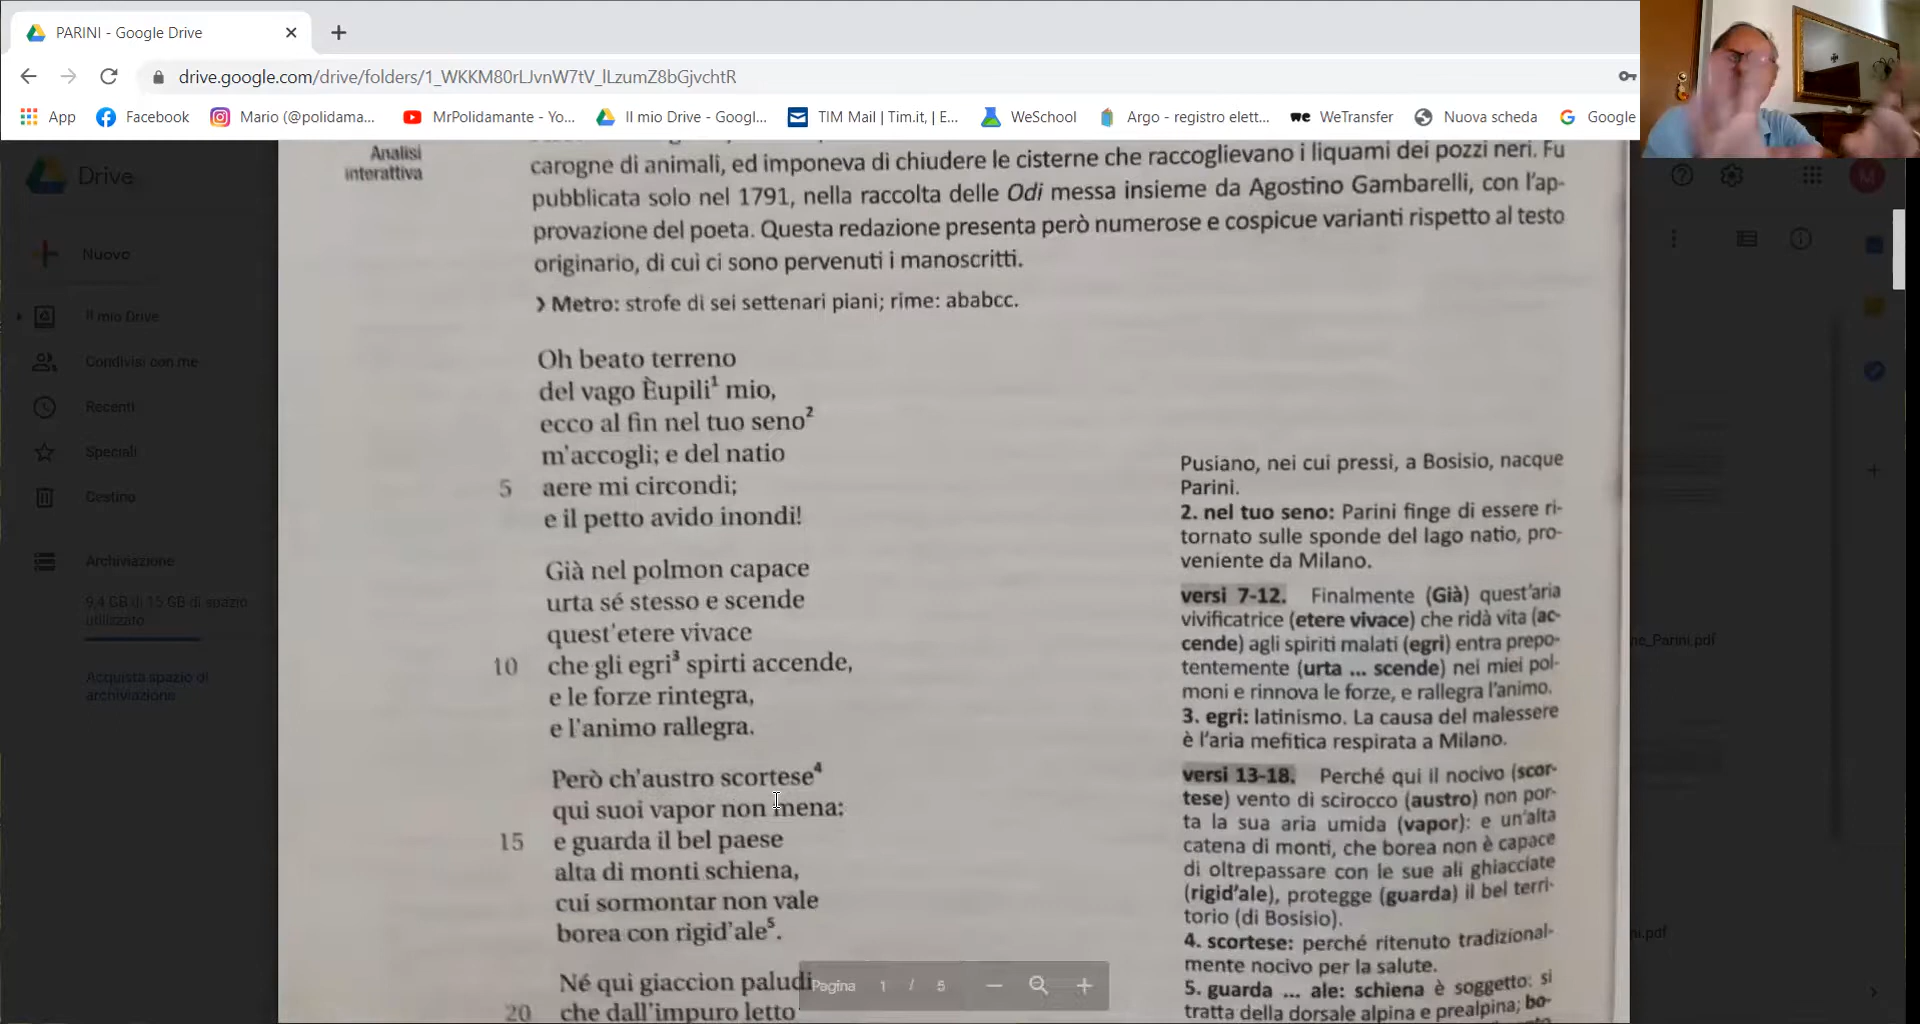 PARINI - Google Drive
drive.google.com/drive/folders/1_WKKM80rLJvnW7tV_lLzumZ8bGjvchtR
App Facebook Mario (@polidama... MrPolidamante - Yo... Il mio Drive - Googl... TIM Mail | Tim.it, | E... WeSchool Argo - registro elett... WeTransfer Nuova scheda Google
Drive
Nuovo
Il mio Drive
Condivisi con me
Recenti
Speciali
Cestino
Archiviazione
9,4 GB di 15 GB di spazio
utilizzato
Acquista spazio di
archiviazione
Analisi
interattiva
carogne di animali, ed imponeva di chiudere le cisterne che raccoglievano i liquami dei pozzi neri. Fu
pubblicata solo nel 1791, nella raccolta delle Odi messa insieme da Agostino Gambarelli, con l'ap-
provazione del poeta. Questa redazione presenta però numerose e cospicue varianti rispetto al testo
originario, di cui ci sono pervenuti i manoscritti.
› Metro: strofe di sei settenari piani; rime: ababcc.
Oh beato terreno
del vago Èupili¹ mio,
ecco al fin nel tuo seno²
m'accogli; e del natio
5 aere mi circondi;
e il petto avido inondi!
Già nel polmon capace
urta sé stesso e scende
quest'etere vivace
10 che gli egri³ spirti accende,
e le forze rintegra,
e l'animo rallegra.
Però ch'austro scortese⁴
qui suoi vapor non mena;
15 e guarda il bel paese
alta di monti schiena,
cui sormontar non vale
borea con rigid'ale⁵.
Né qui giaccion paludi
20 che dall'impuro letto
Pusiano, nei cui pressi, a Bosisio, nacque
Parini.
2. nel tuo seno: Parini finge di essere ri-
tornato sulle sponde del lago natio, pro-
veniente da Milano.
versi 7-12. Finalmente (Già) quest'aria
vivificatrice (etere vivace) che ridà vita (ac-
cende) agli spiriti malati (egri) entra prepo-
tentemente (urta ... scende) nei miei pol-
moni e rinnova le forze, e rallegra l'animo.
3. egri: latinismo. La causa del malessere
è l'aria mefitica respirata a Milano.
versi 13-18. Perché qui il nocivo (scor-
tese) vento di scirocco (austro) non por-
ta la sua aria umida (vapor): e un'alta
catena di monti, che borea non è capace
di oltrepassare con le sue ali ghiacciate
(rigid'ale), protegge (guarda) il bel terri-
torio (di Bosisio).
4. scortese: perché ritenuto tradizional-
mente nocivo per la salute.
5. guarda ... ale: schiena è soggetto: si
tratta della dorsale alpina e prealpina; bo-
Pagina 1 / 5
M
ne_Parini.pdf
ni.pdf